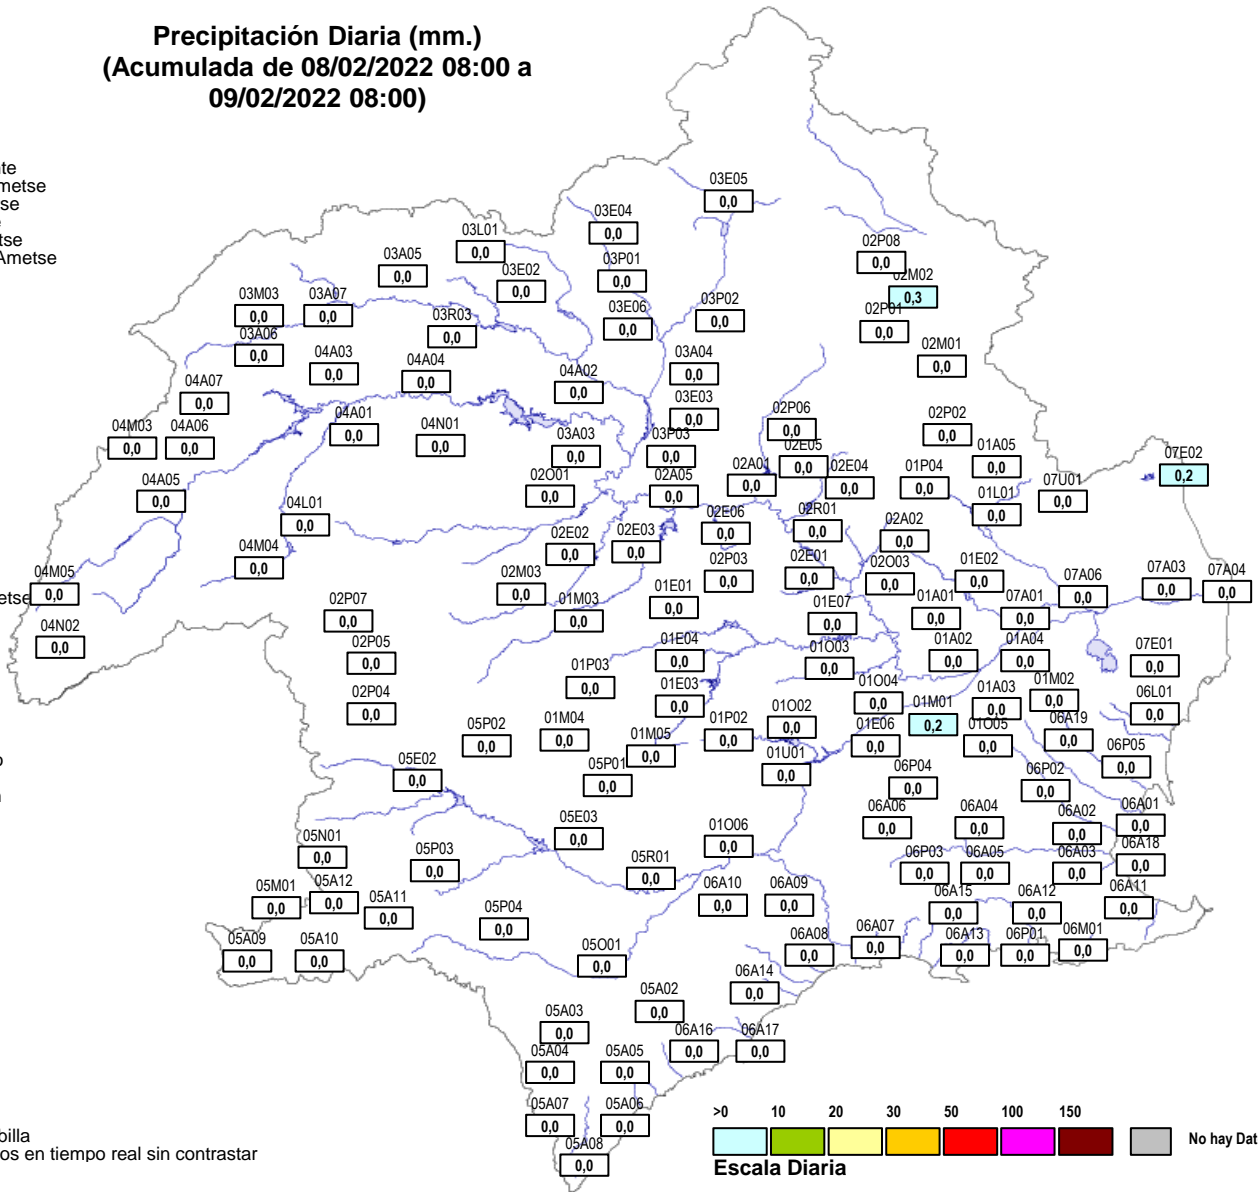 Precipitación Diaria (mm.)
(Acumulada de 08/02/2022 08:00 a
09/02/2022 08:00)
nte
metse
se
e
tse
Ametse
03E05
0,0
03E04
0,0
03L01
0,0
02P08
0,0
03A05
0,0
03P01
0,0
03E02
0,0
02M02
0,3
03M03
0,0
03A07
0,0
03P02
0,0
03E06
0,0
02P01
0,0
03R03
0,0
03A06
0,0
02M01
0,0
04A03
0,0
04A04
0,0
03A04
0,0
04A02
0,0
04A07
0,0
03E03
0,0
02P06
0,0
04A01
0,0
02P02
0,0
04M03
0,0
04A06
0,0
04N01
0,0
03A03
0,0
03P03
0,0
02E05
0,0
01A05
0,0
07E02
0,2
02A01
0,0
02E04
0,0
01P04
0,0
04A05
0,0
02O01
0,0
02A05
0,0
07U01
0,0
01L01
0,0
04L01
0,0
02E06
0,0
02R01
0,0
02A02
0,0
02E02
0,0
02E03
0,0
04M04
0,0
02P03
0,0
02E01
0,0
02O03
0,0
01E02
0,0
04M05
0,0
etse
02M03
0,0
07A06
0,0
07A03
0,0
07A04
0,0
01E01
0,0
02P07
0,0
01M03
0,0
01E07
0,0
01A01
0,0
07A01
0,0
04N02
0,0
02P05
0,0
01E04
0,0
01O03
0,0
01A02
0,0
01A04
0,0
07E01
0,0
01P03
0,0
01E03
0,0
01O04
0,0
01M02
0,0
02P04
0,0
01A03
0,0
06L01
0,0
01M01
0,2
05P02
0,0
01M04
0,0
01P02
0,0
01O02
0,0
01E06
0,0
01O05
0,0
06A19
0,0
01M05
0,0
06P05
0,0
o
01U01
0,0
05E02
0,0
05P01
0,0
06P04
0,0
06P02
0,0
n
05E03
0,0
06A06
0,0
06A04
0,0
06A02
0,0
06A01
0,0
01O06
0,0
05N01
0,0
05P03
0,0
05R01
0,0
06P03
0,0
06A05
0,0
06A03
0,0
06A18
0,0
05M01
0,0
05A12
0,0
05A11
0,0
06A10
0,0
06A09
0,0
06A15
0,0
06A12
0,0
06A11
0,0
05P04
0,0
05A09
0,0
05A10
0,0
05O01
0,0
06A08
0,0
06A07
0,0
06A13
0,0
06P01
0,0
06M01
0,0
06A14
0,0
05A02
0,0
05A03
0,0
06A16
0,0
06A17
0,0
05A04
0,0
05A05
0,0
05A07
0,0
05A06
0,0
05A08
0,0
billa
os en tiempo real sin contrastar
>0 10 20 30 50 100 150
No hay Dat
Escala Diaria